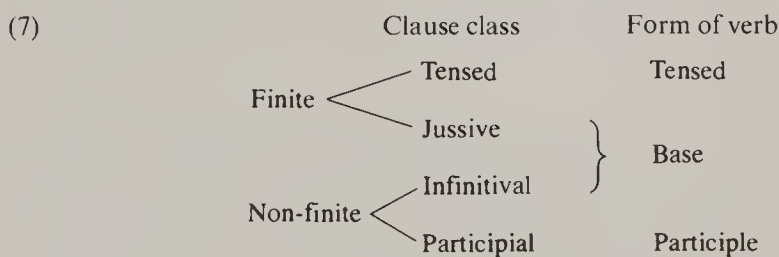 (7) Clause class Form of verb
Tensed Tensed
Finite
Jussive
Base
Infinitival
Non-finite
Participial Participle